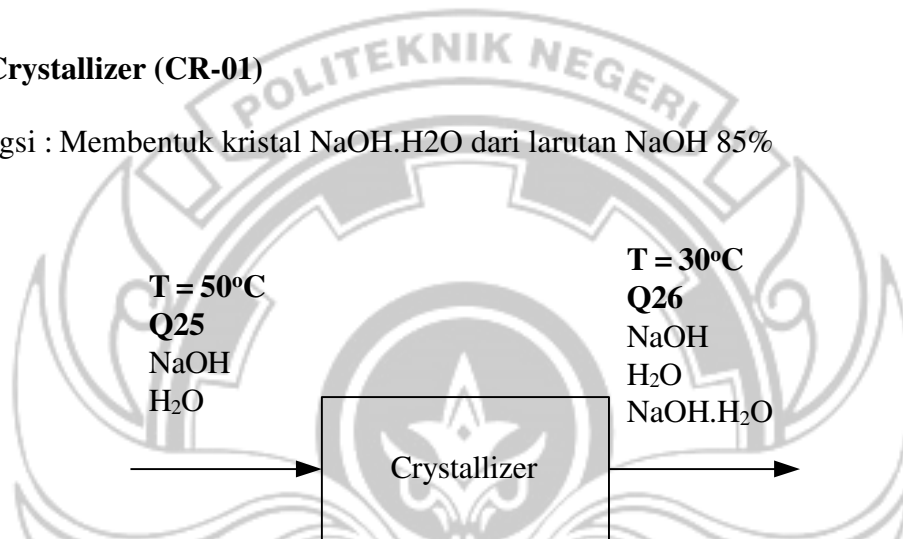 POLITEKNIK NEGERI
Crystallizer (CR-01)
gsi : Membentuk kristal NaOH.H2O dari larutan NaOH 85%
T = 50°C
Q25
NaOH
H₂O
T = 30°C
Q26
NaOH
H₂O
NaOH.H₂O
Crystallizer